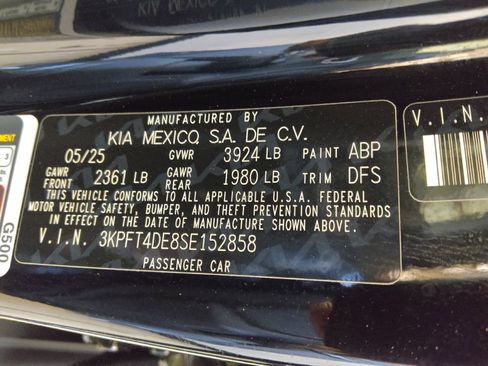 MANUFACTURED BY
KIA MEXICO, S.A. DE C.V.
05/25 GVWR 3924 LB PAINT ABP
GAWR FRONT 2361 LB GAWR REAR 1980 LB TRIM DFS
THIS VEHICLE CONFORMS TO ALL APPLICABLE U.S.A. FEDERAL
MOTOR VEHICLE SAFETY, BUMPER, AND THEFT PREVENTION STANDARDS
IN EFFECT ON THE DATE OF MANUFACTURE SHOWN ABOVE.
V.I.N. 3KPFT4DE8SE152858
PASSENGER CAR
V.I.N.
G500